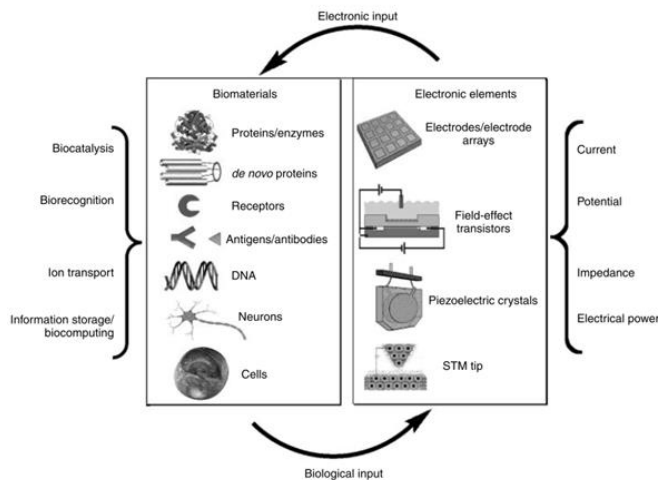 Electronic input
Biomaterials
Electronic elements
Proteins/enzymes
de novo proteins
Receptors
Antigens/antibodies
DNA
Neurons
Cells
Electrodes/electrode
arrays
Field-effect
transistors
Piezoelectric crystals
STM tip
Biocatalysis
Biorecognition
Ion transport
Information storage/
biocomputing
Current
Potential
Impedance
Electrical power
Biological input